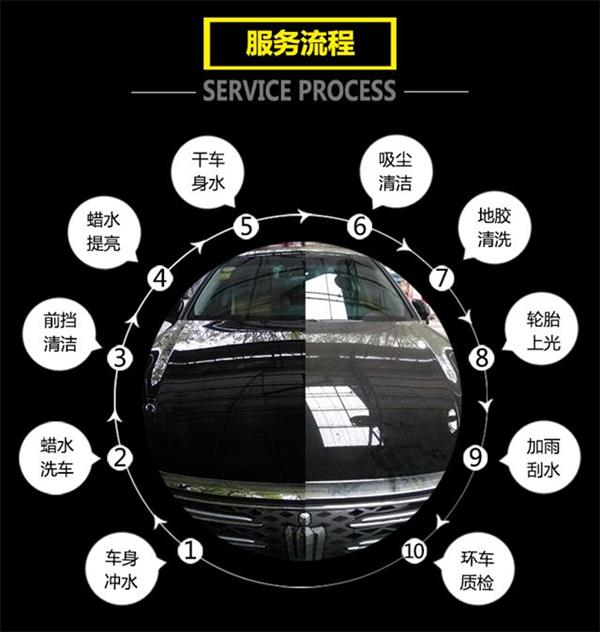 服务流程
SERVICE PROCESS
1
车身
冲水
2
蜡水
洗车
3
前挡
清洁
4
蜡水
提亮
5
干车
身水
6
吸尘
清洁
7
地胶
清洗
8
轮胎
上光
9
加雨
刮水
10
环车
质检